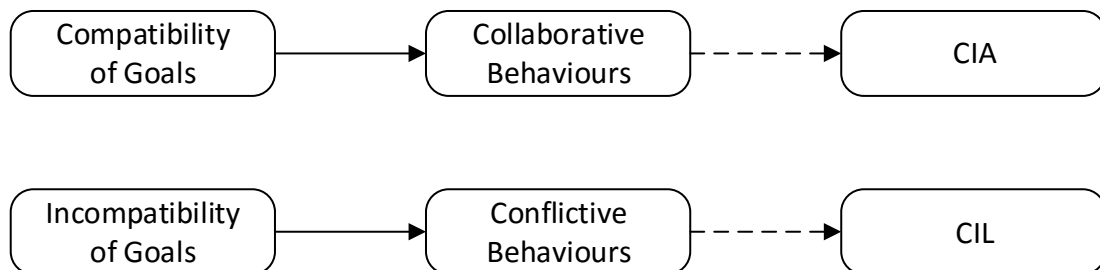 Compatibility
of Goals
Collaborative
Behaviours
CIA
Incompatibility
of Goals
Conflictive
Behaviours
CIL